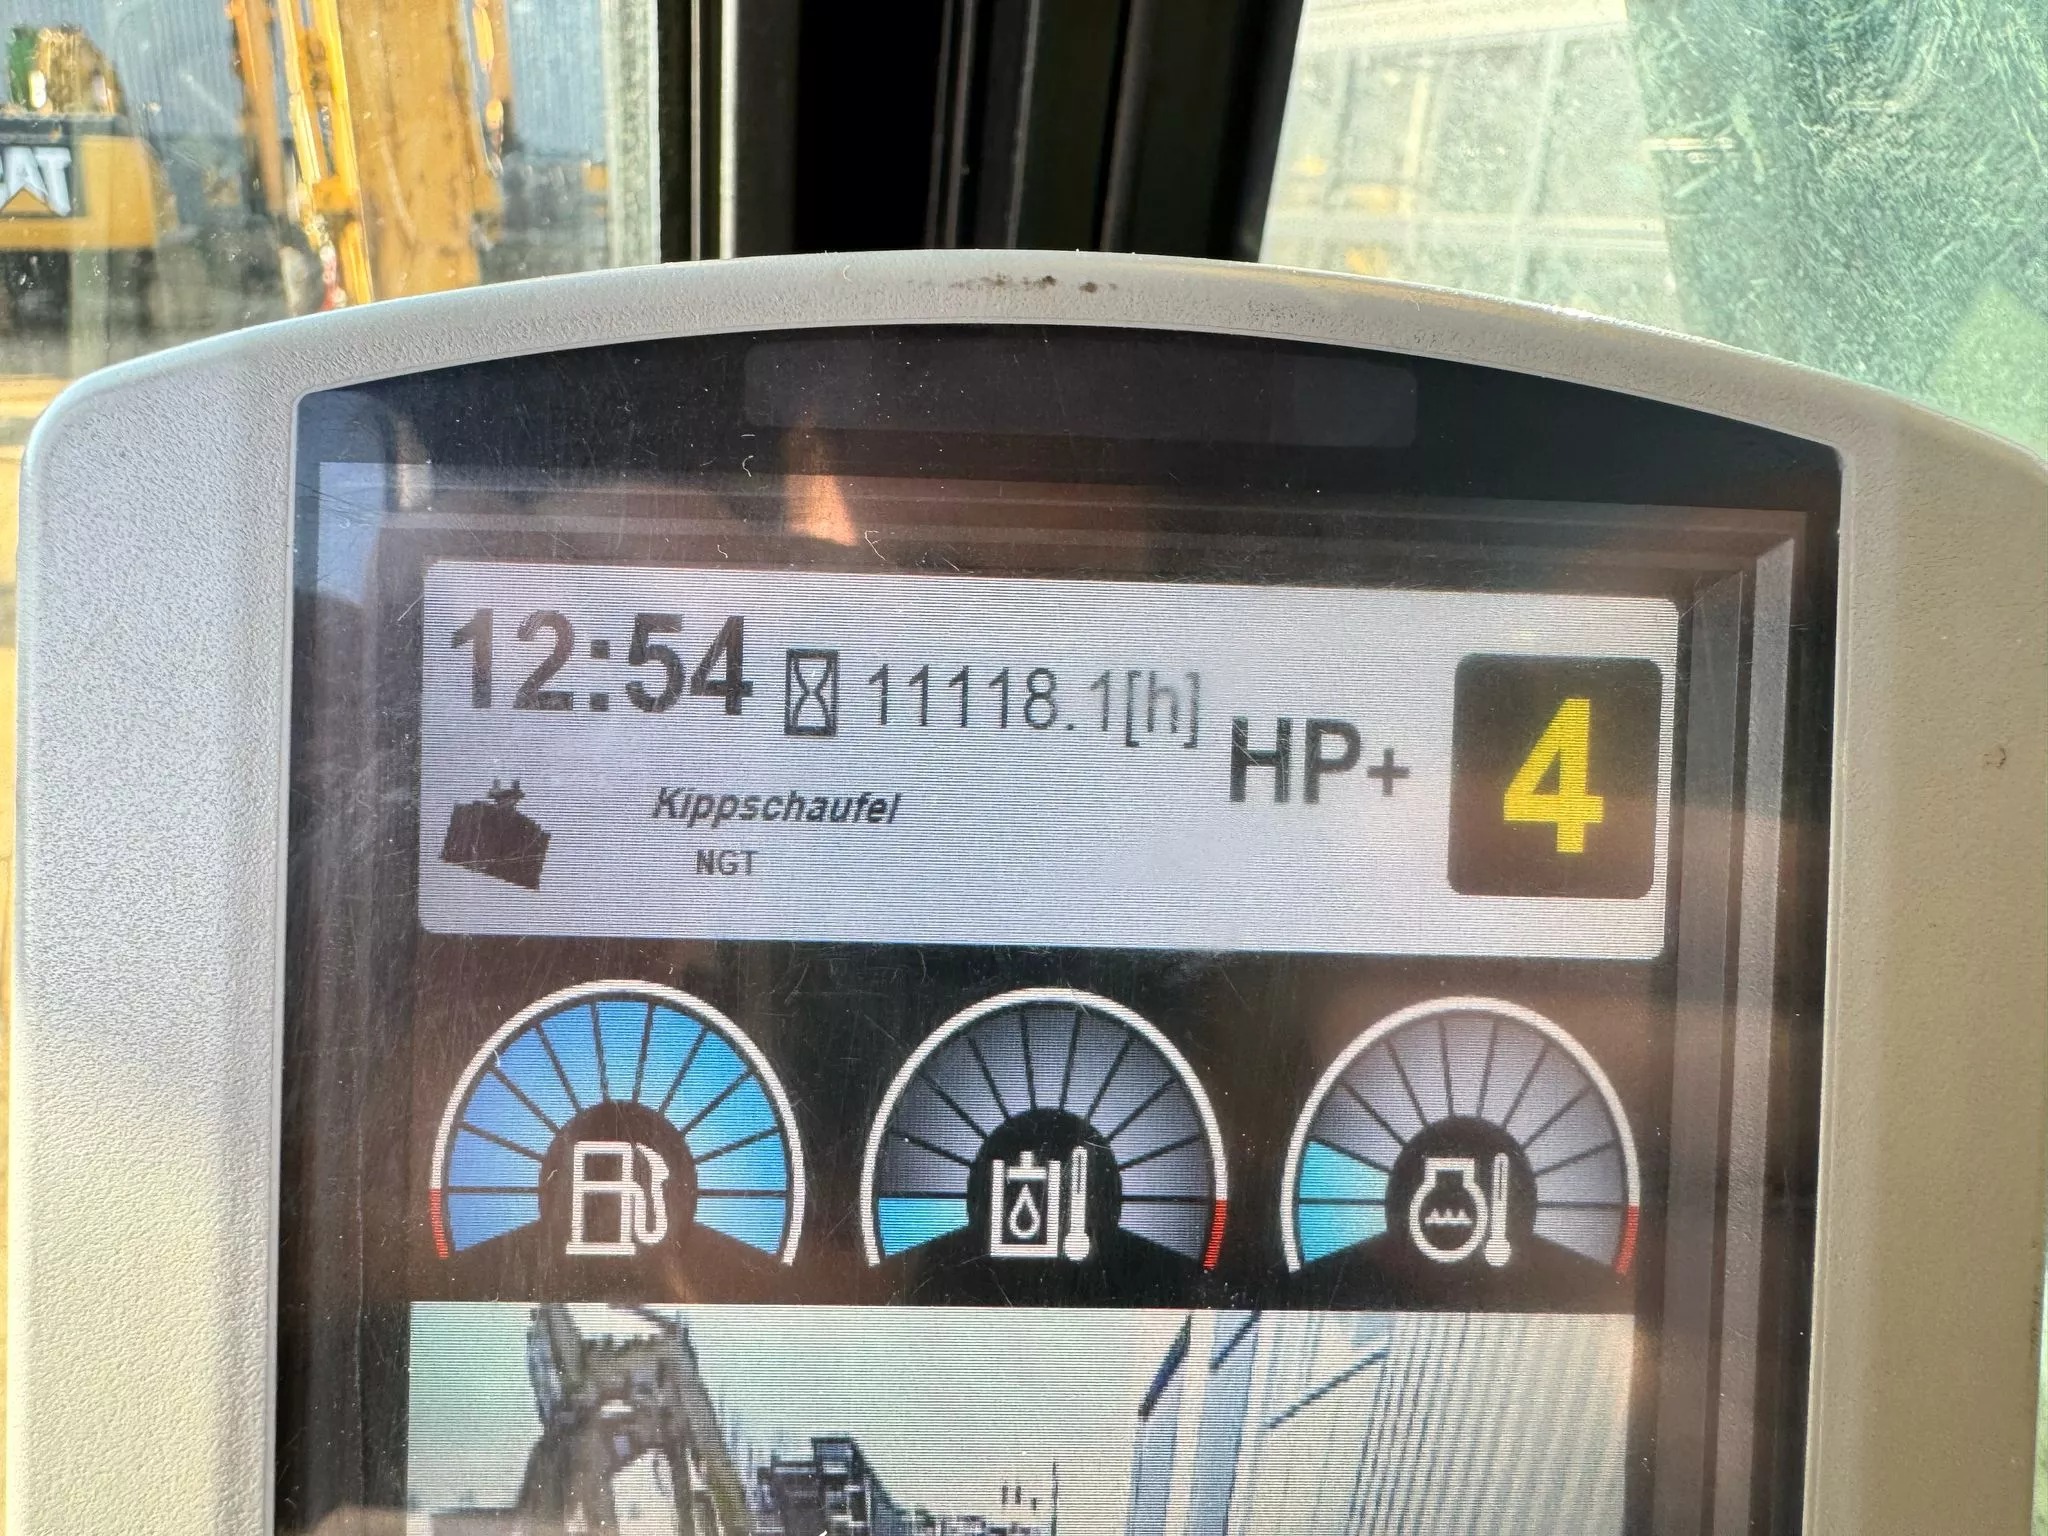 CAT
12:54 11118.1[h]
HP+ 4
Kippschaufel
NGT